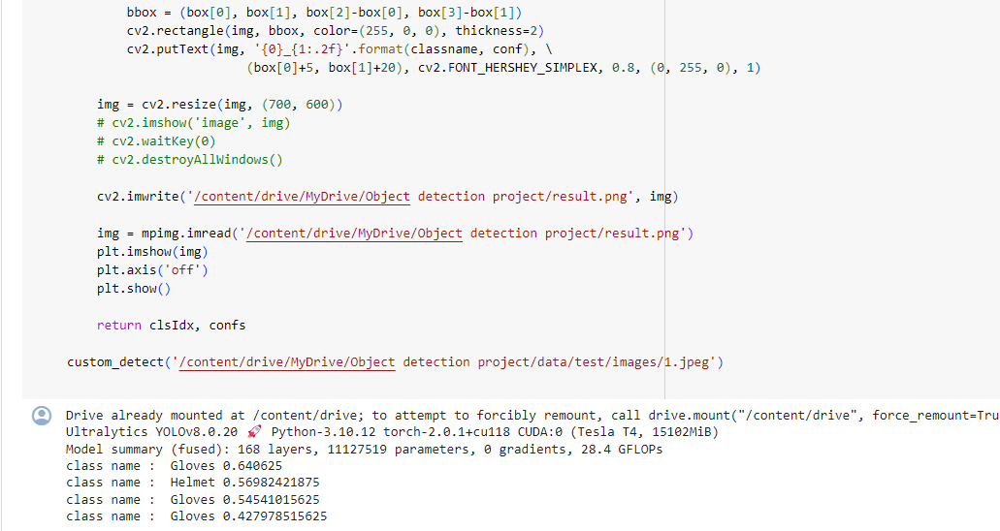 bbox = (box[0], box[1], box[2]-box[0], box[3]-box[1])
cv2.rectangle(img, bbox, color=(255, 0, 0), thickness=2)
cv2.putText(img, '{0}_{1:.2f}'.format(classname, conf), \
(box[0]+5, box[1]+20), cv2.FONT_HERSHEY_SIMPLEX, 0.8, (0, 255, 0), 1)
img = cv2.resize(img, (700, 600))
# cv2.imshow('image', img)
# cv2.waitKey(0)
# cv2.destroyAllWindows()
cv2.imwrite('/content/drive/MyDrive/Object detection project/result.png', img)
img = mpimg.imread('/content/drive/MyDrive/Object detection project/result.png')
plt.imshow(img)
plt.axis('off')
plt.show()
return clsIdx, confs
custom_detect('/content/drive/MyDrive/Object detection project/data/test/images/1.jpeg')
Drive already mounted at /content/drive; to attempt to forcibly remount, call drive.mount("/content/drive", force_remount=Tru
Ultralytics YOLOv8.0.20 🚀 Python-3.10.12 torch-2.0.1+cu118 CUDA:0 (Tesla T4, 15102MiB)
Model summary (fused): 168 layers, 11127519 parameters, 0 gradients, 28.4 GFLOPs
class name :  Gloves 0.640625
class name :  Helmet 0.56982421875
class name :  Gloves 0.54541015625
class name :  Gloves 0.427978515625